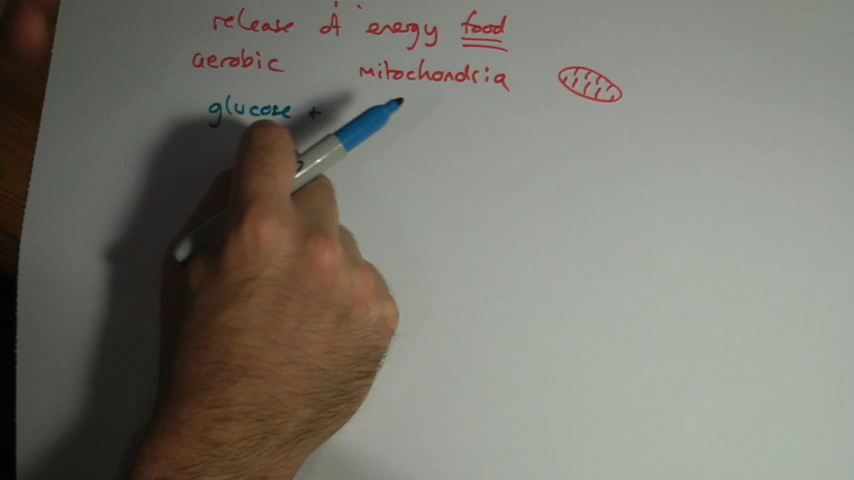 release of energy food
aerobic mitochondria
glucose +